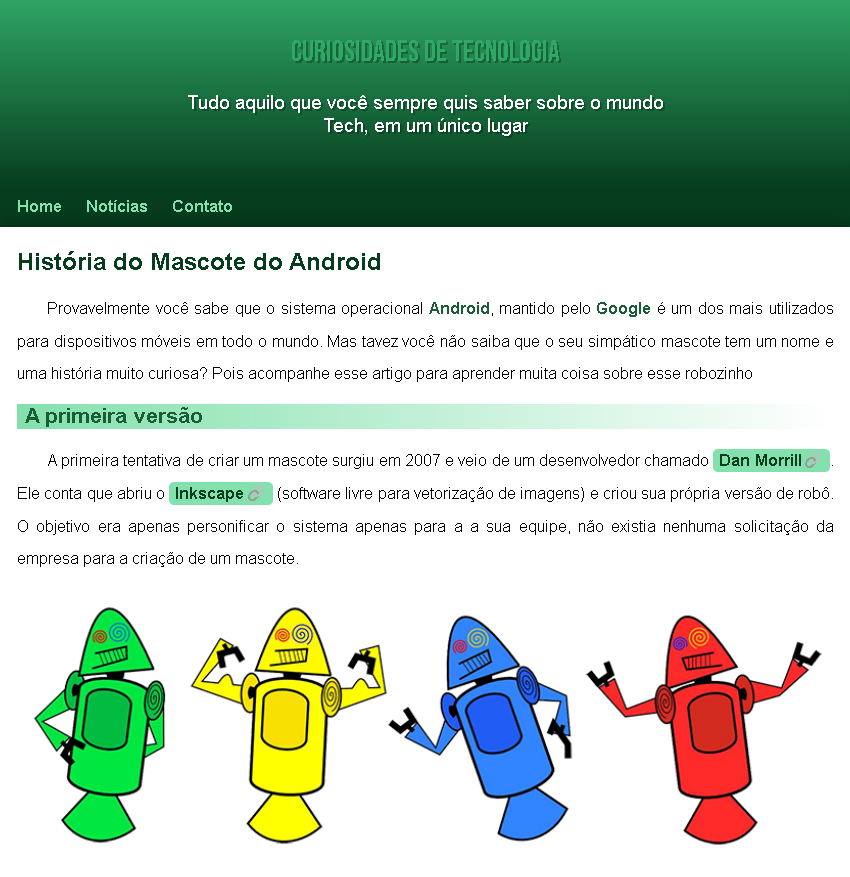 CURIOSIDADES DE TECNOLOGIA
Tudo aquilo que você sempre quis saber sobre o mundo
Tech, em um único lugar
Home Notícias Contato
História do Mascote do Android
Provavelmente você sabe que o sistema operacional Android, mantido pelo Google é um dos mais utilizados
para dispositivos móveis em todo o mundo. Mas tavez você não saiba que o seu simpático mascote tem um nome e
uma história muito curiosa? Pois acompanhe esse artigo para aprender muita coisa sobre esse robozinho
A primeira versão
A primeira tentativa de criar um mascote surgiu em 2007 e veio de um desenvolvedor chamado Dan Morrill.
Ele conta que abriu o Inkscape (software livre para vetorização de imagens) e criou sua própria versão de robô.
O objetivo era apenas personificar o sistema apenas para a a sua equipe, não existia nenhuma solicitação da
empresa para a criação de um mascote.